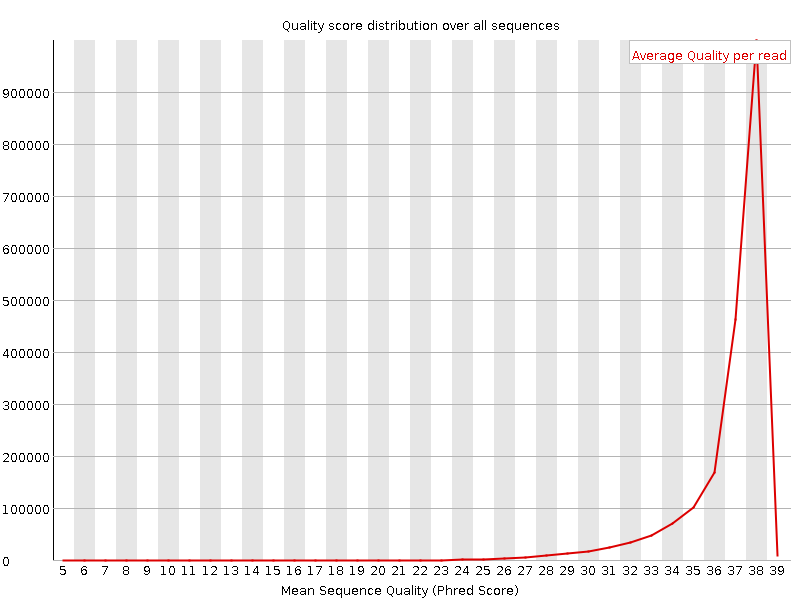 Quality score distribution over all sequences
Average Quality per read
900000
800000
700000
600000
500000
400000
300000
200000
100000
0
5 6 7 8 9 10 11 12 13 14 15 16 17 18 19 20 21 22 23 24 25 26 27 28 29 30 31 32 33 34 35 36 37 38 39
Mean Sequence Quality (Phred Score)